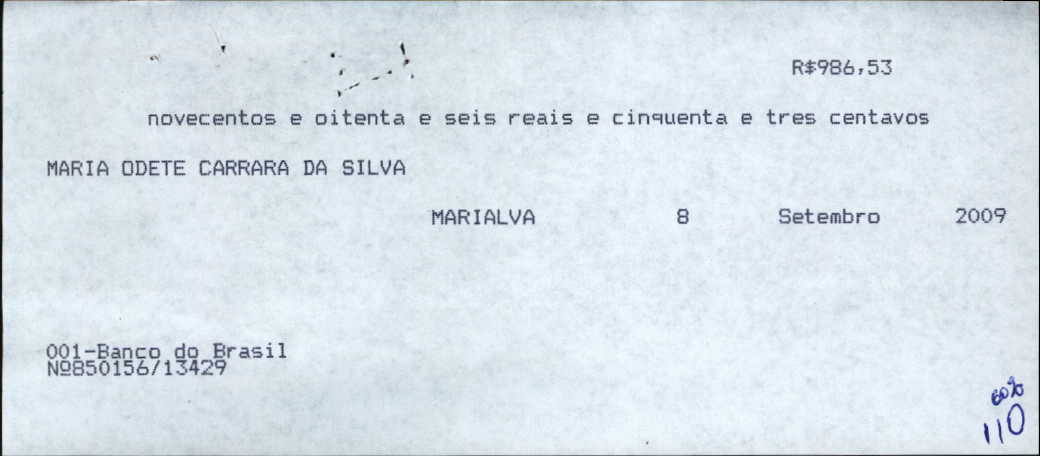 R$986,53
novecentos e oitenta e seis reais e cinquenta e tres centavos
MARIA ODETE CARRARA DA SILVA
MARIALVA 8 Setembro 2009
001-Banco do Brasil
Nº850156/13429
110